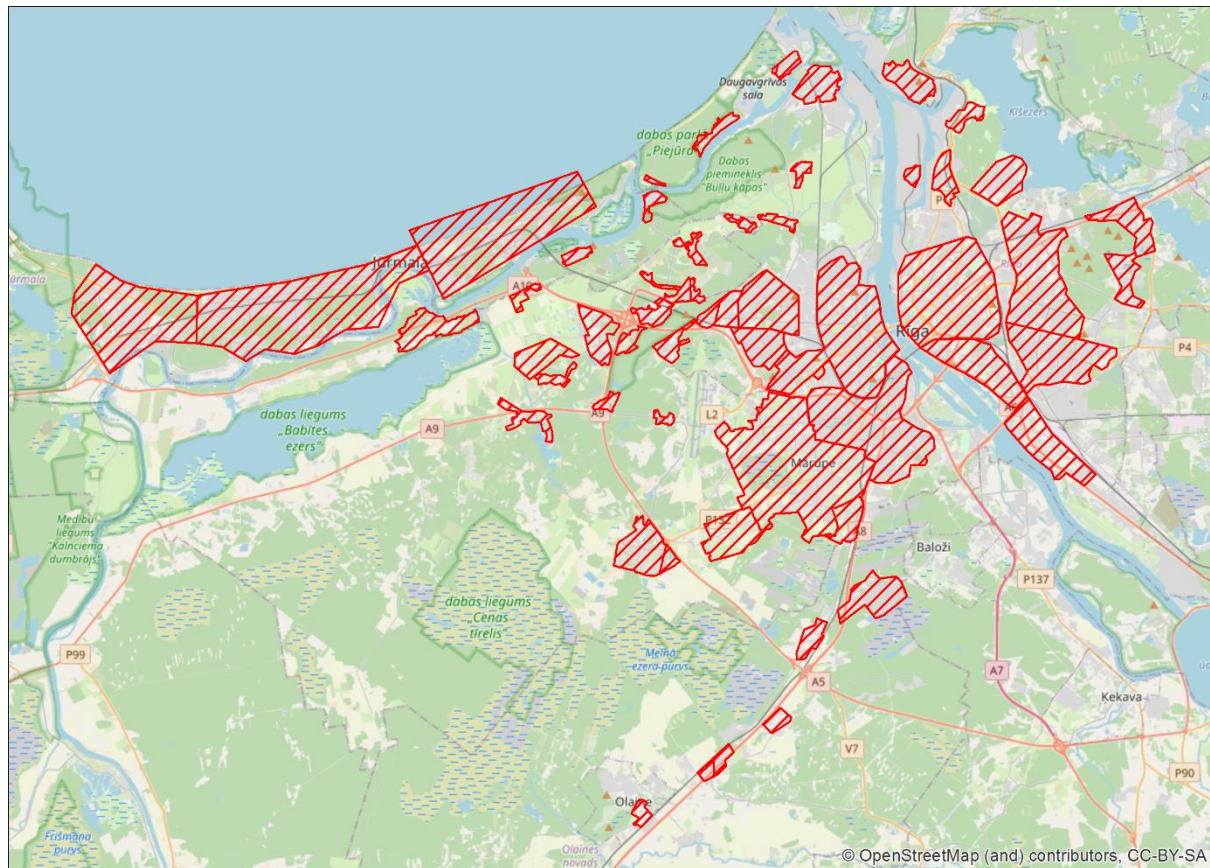 Daugavgrīvas
sala
Ķīšezers
dabas parks
„Piejūra"
Dabas
piemineklis
"Buļļu kāpas"
Jūrmala
A10
Rīga
P4
dabas liegums
„Babītes
ezers"
A9
A9
L2
Mārupe
P132
Medību
liegums
"Kalnciema
dumbrājs"
A8
Baloži
P137
dabas liegums
„Cenas
tīrelis"
P99
Melnā
ezera purvs
A7
A5
Ķekava
V7
P90
Olaine
Olaines
novads
Frišmaņa
purvs
© OpenStreetMap (and) contributors, CC-BY-SA